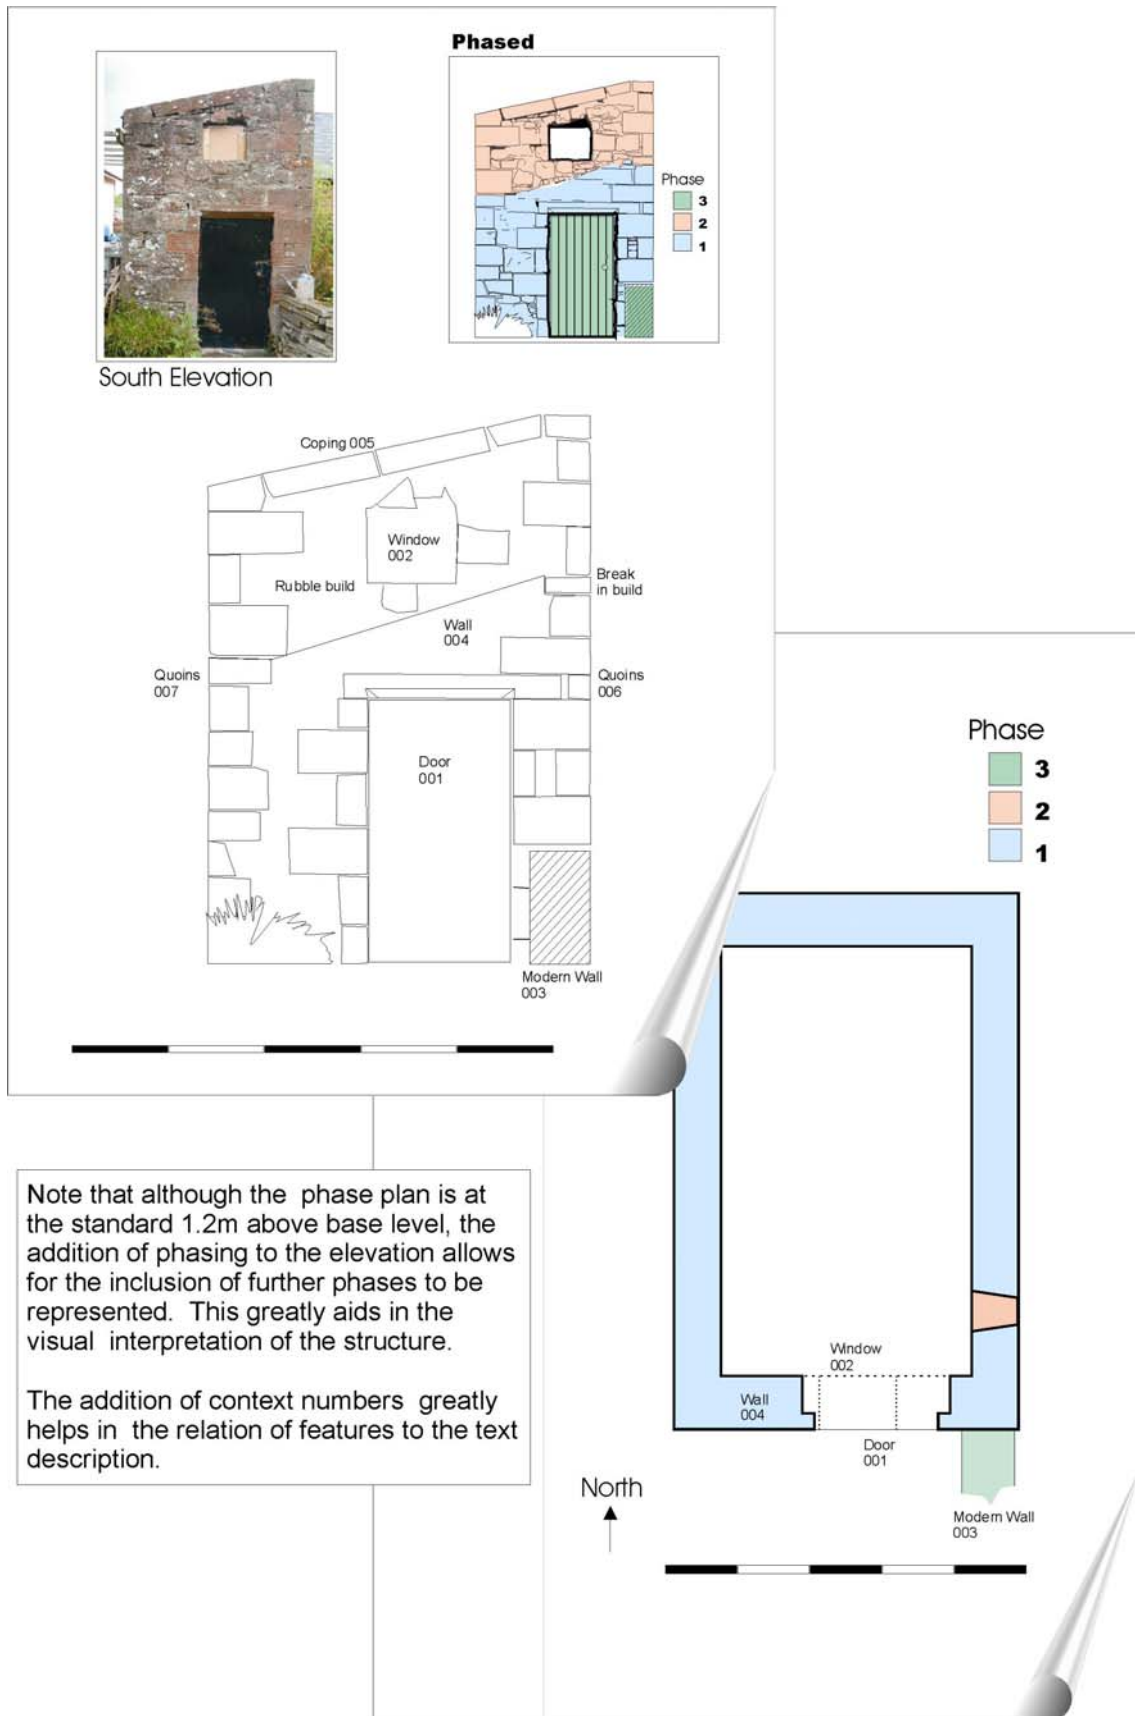 Phased
Phase
3
2
1
South Elevation
Coping 005
Window
002
Rubble build
Break
in build
Wall
004
Quoins
007
Quoins
006
Door
001
Modern Wall
003
Phase
3
2
1
Note that although the phase plan is at
the standard 1.2m above base level, the
addition of phasing to the elevation allows
for the inclusion of further phases to be
represented. This greatly aids in the
visual interpretation of the structure.
The addition of context numbers greatly
helps in the relation of features to the text
description.
Window
002
Wall
004
Door
001
North
Modern Wall
003